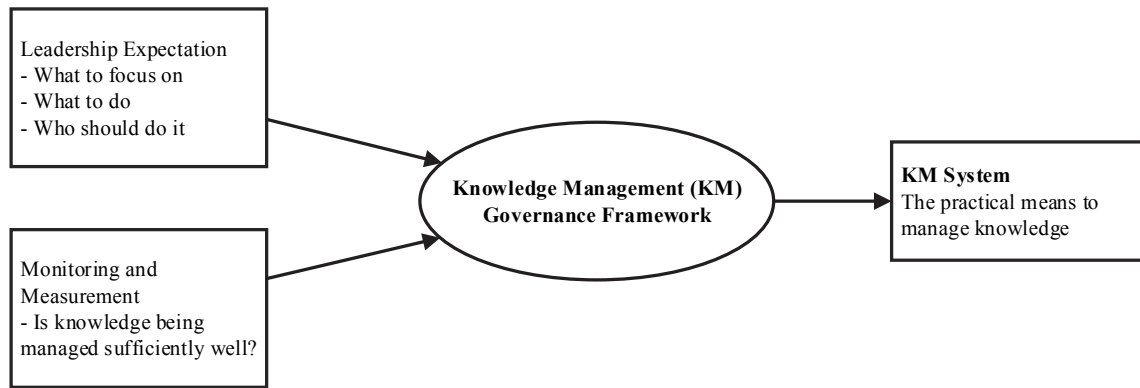 Leadership Expectation
- What to focus on
- What to do
- Who should do it
Knowledge Management (KM)
Governance Framework
KM System
The practical means to
manage knowledge
Monitoring and
Measurement
- Is knowledge being
managed sufficiently well?